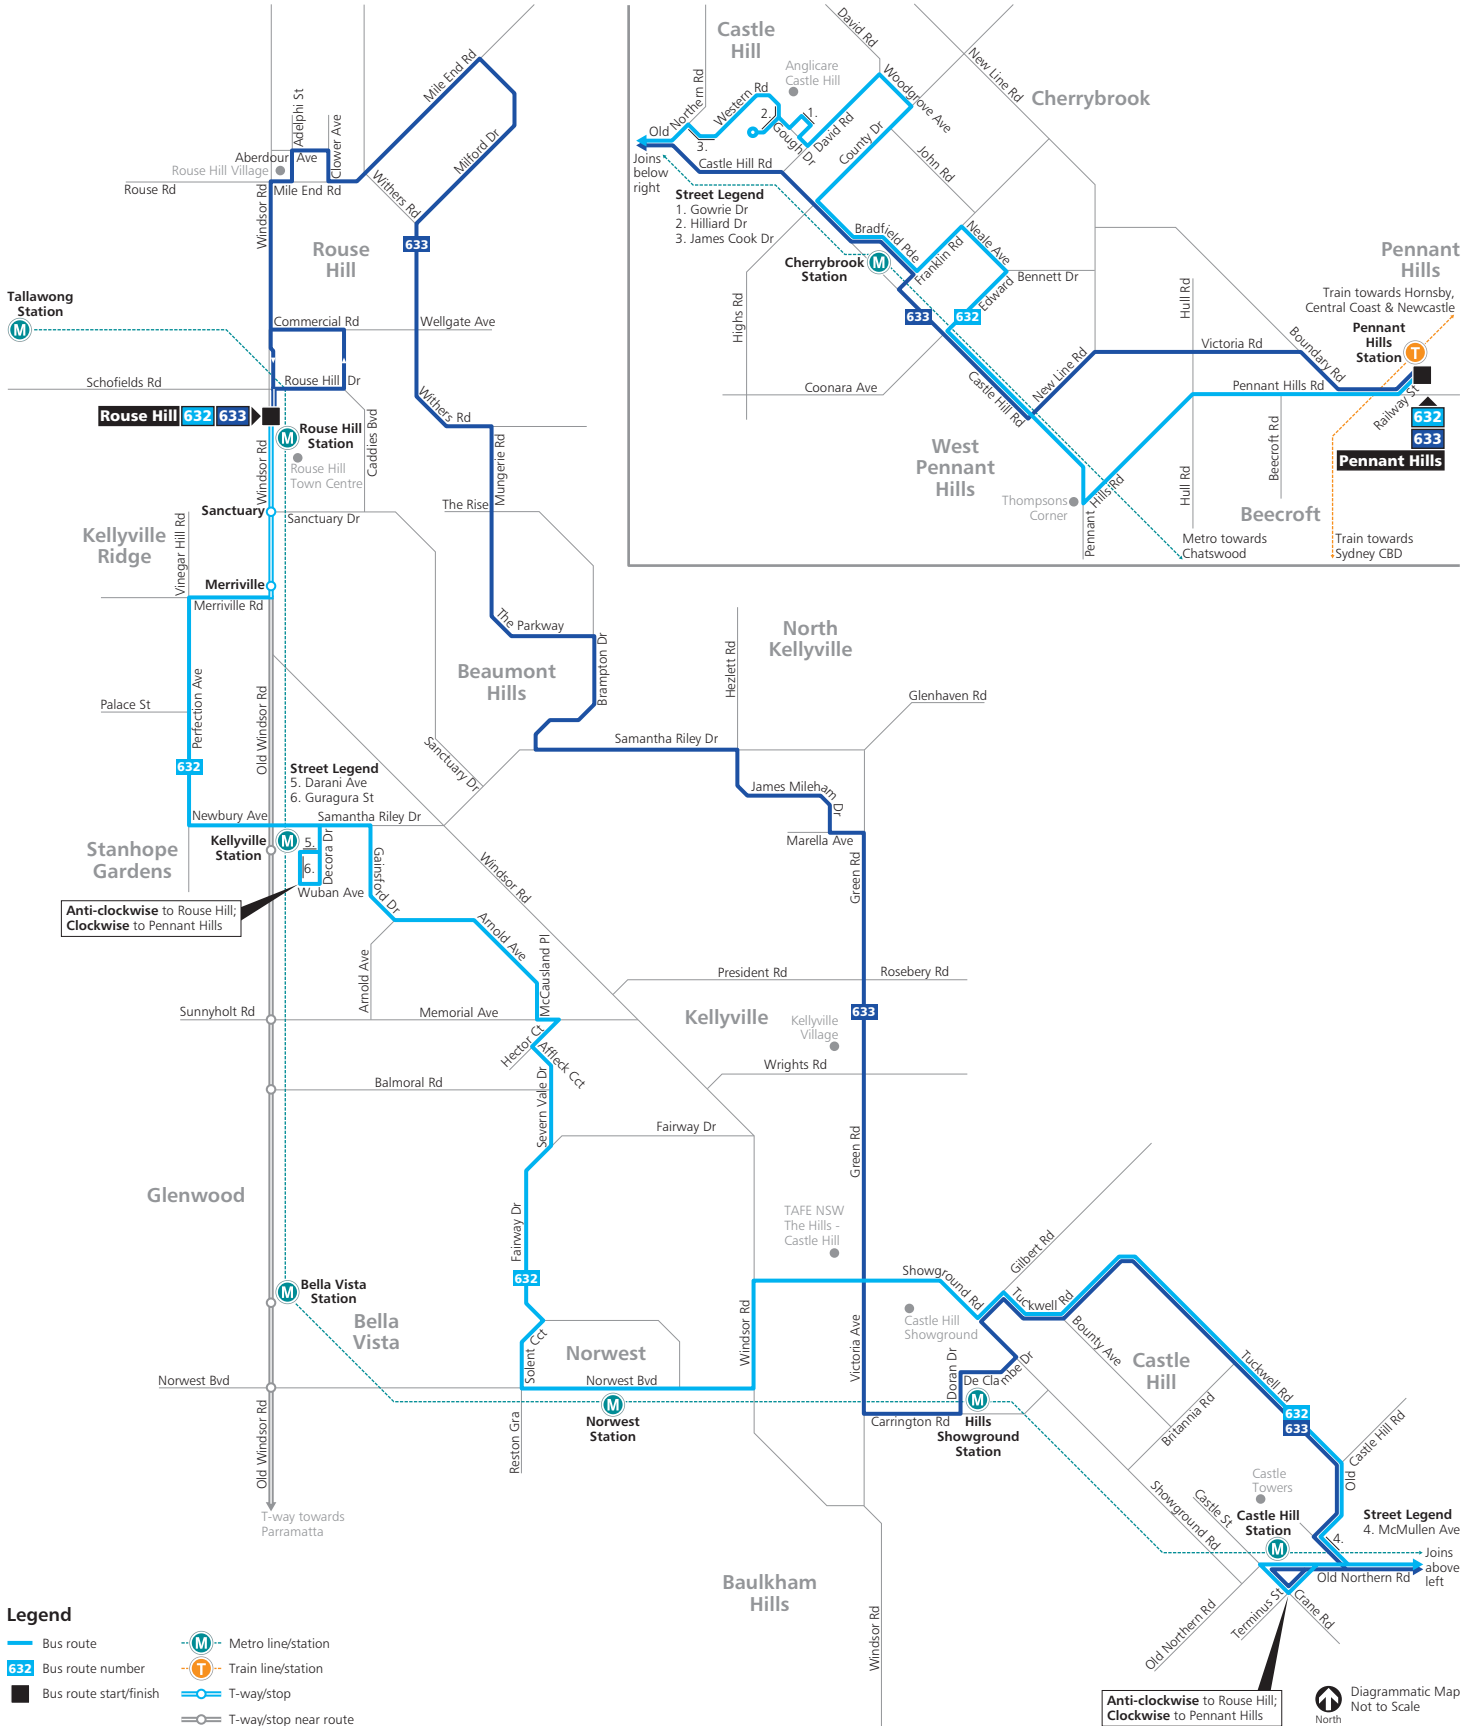 Castle
Hill
David Rd
Anglicare
Castle Hill
Woodgrove Ave
New Line Rd
New Line Rd
Cherrybrook
Northern Rd
Old
Western Rd
2.
1.
3.
Gough Dr
David Rd
County Dr
John Rd
Joins
below
right
Castle Hill Rd
Street Legend
1. Gowrie Dr
2. Hilliard Dr
3. James Cook Dr
Bradfield Pde
Franklin Rd
Neale Ave
Edward
Bennett Dr
Cherrybrook
Station
M
Highs Rd
633
632
Coonara Ave
Castle Hill Rd
New Line Rd
Hull Rd
Victoria Rd
Boundary Rd
Pennant
Hills
Train towards Hornsby,
Central Coast & Newcastle
Pennant
Hills
Station
T
Pennant Hills Rd
Railway St
632
633
Pennant Hills
West
Pennant
Hills
Thompsons
Corner
Pennant
Hills Rd
Hull Rd
Beecroft Rd
Beecroft
Metro towards
Chatswood
Train towards
Sydney CBD
Mile End Rd
Adelphi St
Clower Ave
Aberdour Ave
Rouse Hill Village
Rouse Rd
Mile End Rd
Milford Dr
Withers Rd
Windsor Rd
Rouse
Hill
633
Tallawong
Station
M
Commercial Rd
Wellgate Ave
Schofields Rd
Rouse Hill Dr
Rouse Hill 632 633
M
Rouse Hill
Station
Rouse Hill
Town Centre
Caddies Bvd
Withers Rd
Mungerie Rd
Windsor Rd
Sanctuary
Sanctuary Dr
The Rise
Kellyville
Ridge
Vinegar Hill Rd
Merriville
Merriville Rd
The Parkway
Brampton Dr
Beaumont
Hills
North
Kellyville
Hezlett Rd
Glenhaven Rd
Palace St
Perfection Ave
Old Windsor Rd
Sanctuary Dr
Samantha Riley Dr
632
Street Legend
5. Darani Ave
6. Guragura St
James Mileham
Dr
Newbury Ave
Samantha Riley Dr
Marella Ave
Stanhope
Gardens
Kellyville
Station
M
5.
6.
Decora Dr
Wuban Ave
Gainsford Dr
Windsor Rd
Green Rd
Anti-clockwise to Rouse Hill;
Clockwise to Pennant Hills
Arnold Ave
Arnold Ave
McCausland Pl
President Rd
Rosebery Rd
Sunnyholt Rd
Memorial Ave
Kellyville
Kellyville
Village
633
Hector Ct
Affleck Cct
Wrights Rd
Balmoral Rd
Severn Vale Dr
Fairway Dr
Green Rd
Glenwood
Fairway Dr
TAFE NSW
The Hills -
Castle Hill
632
Showground Rd
Gilbert Rd
Tuckwell Rd
M
Bella Vista
Station
Bella
Vista
Windsor Rd
Castle Hill
Showground
Bounty Ave
Castle
Hill
Tuckwell Rd
Solent Cct
Norwest
Victoria Ave
Doran Dr
De Clambe Dr
Norwest Bvd
Norwest Bvd
M
Norwest
Station
Carrington Rd
M
Hills
Showground
Station
Britannia Rd
632
633
Castle Hill Rd
Old Windsor Rd
Reston Gra
Old
Castle
Towers
Castle St
Showground Rd
Castle Hill
Station
M
Street Legend
4. McMullen Ave
4.
T-way towards
Parramatta
Joins
above
left
Old Northern Rd
Terminus St
Crane Rd
Old Northern Rd
Baulkham
Hills
Windsor Rd
Legend
Bus route
632 Bus route number
Bus route start/finish
M Metro line/station
T Train line/station
T-way/stop
T-way/stop near route
Anti-clockwise to Rouse Hill;
Clockwise to Pennant Hills
North
Diagrammatic Map
Not to Scale